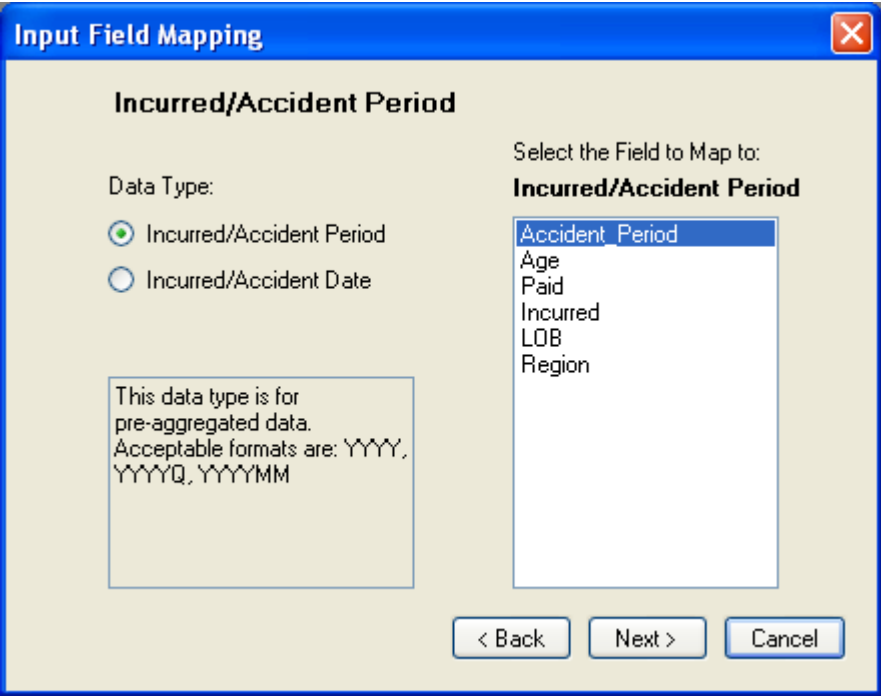 Input Field Mapping
Incurred/Accident Period
Data Type:
Incurred/Accident Period
Incurred/Accident Date
This data type is for
pre-aggregated data.
Acceptable formats are: YYYY,
YYYYQ, YYYYMM
Select the Field to Map to:
Incurred/Accident Period
Accident_Period
Age
Paid
Incurred
LOB
Region
< Back
Next >
Cancel